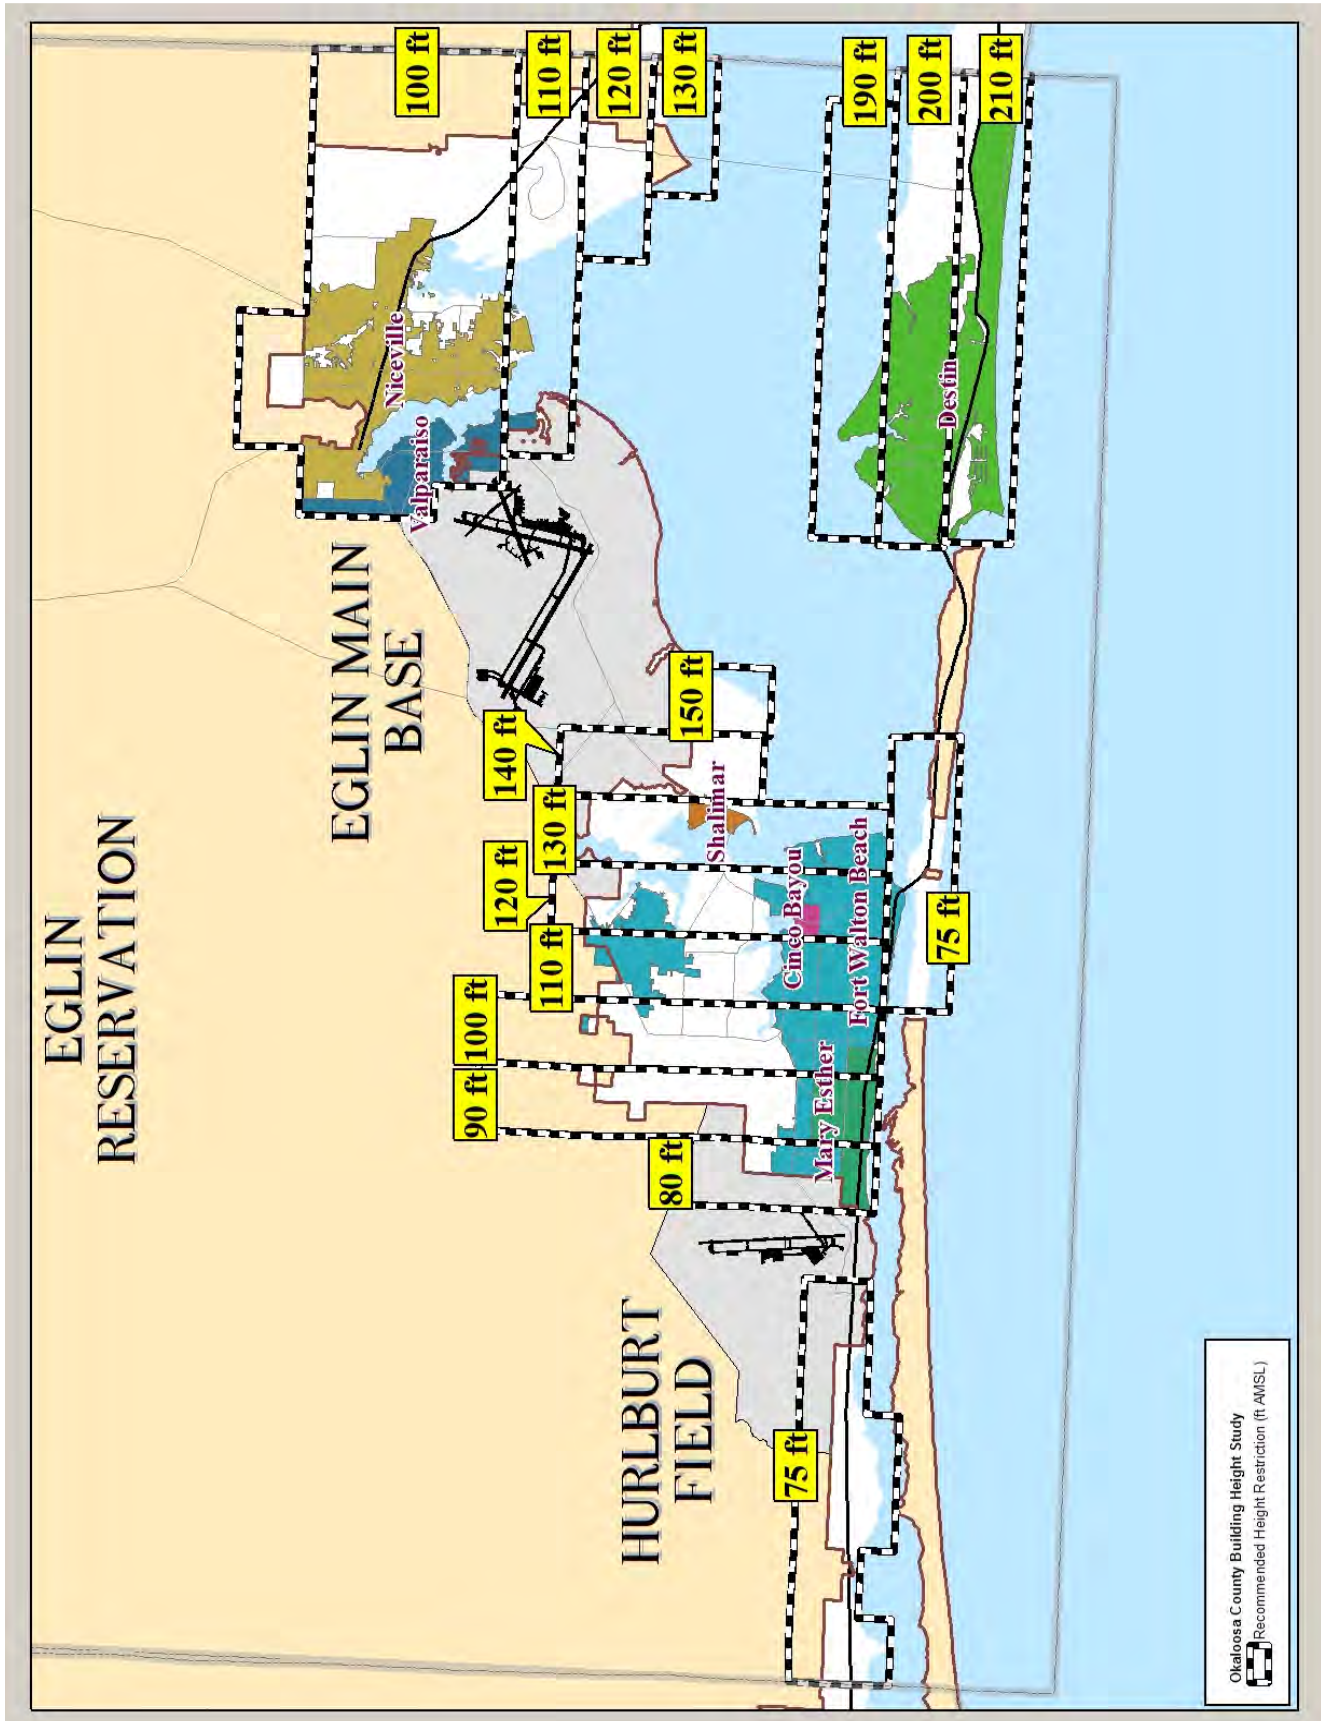 EGLIN
RESERVATION
EGLIN MAIN
BASE
HURLBURT
FIELD
75 ft
80 ft
90 ft
100 ft
110 ft
120 ft
130 ft
140 ft
150 ft
75 ft
100 ft
110 ft
120 ft
130 ft
190 ft
200 ft
210 ft
Niceville
Valparaiso
Shalimar
Cinco Bayou
Fort Walton Beach
Mary Esther
Destin
Okaloosa County Building Height Study
Recommended Height Restriction (ft AMSL)